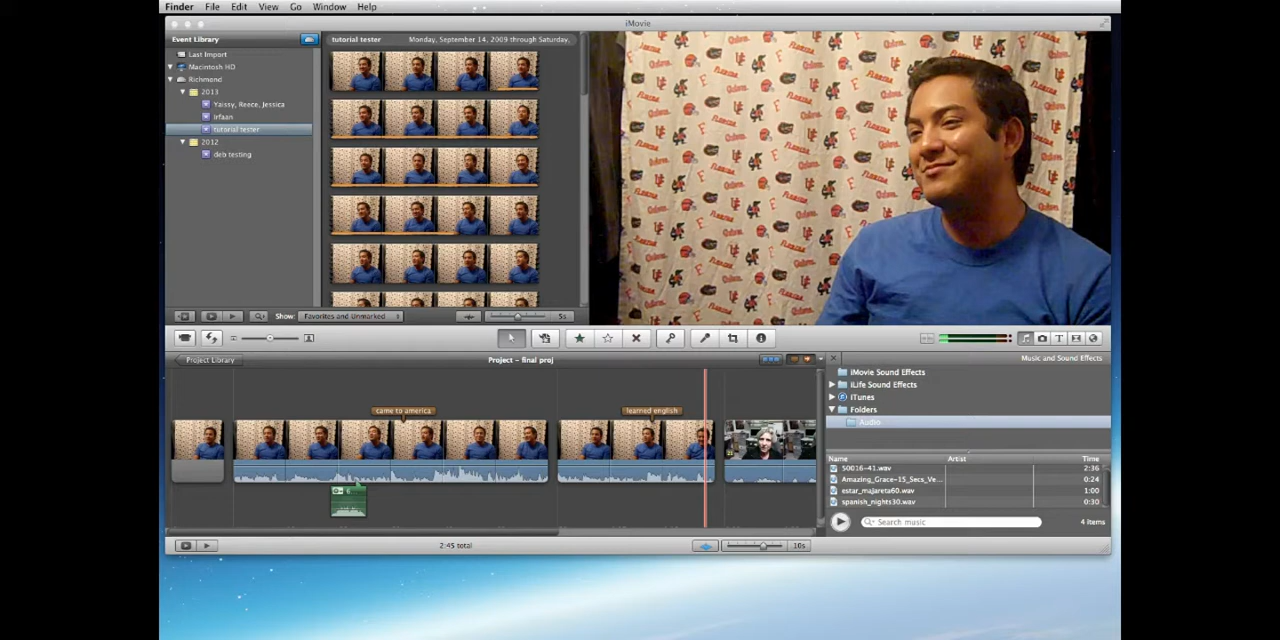 Finder File Edit View Go Window Help
iMovie
Event Library
tutorial tester Monday, September 14, 2009 through Saturday,
Last Import
Macintosh HD
Richmond
2013
Yaissy, Reece, Jessica
Irfaan
tutorial tester
2012
deb testing
Show: Favorites and Unmarked
5s
Project Library
Project - final proj
Music and Sound Effects
iMovie Sound Effects
iLife Sound Effects
iTunes
Folders
Audio
came to america
learned english
Name Artist Time
50016-41.wav 2:36
Amazing_Grace-15_Secs_Ve... 0:24
estar_majareta60.wav 1:00
spanish_nights30.wav 0:30
Search music
4 items
2:45 total
10s
FLORIDA
Gators